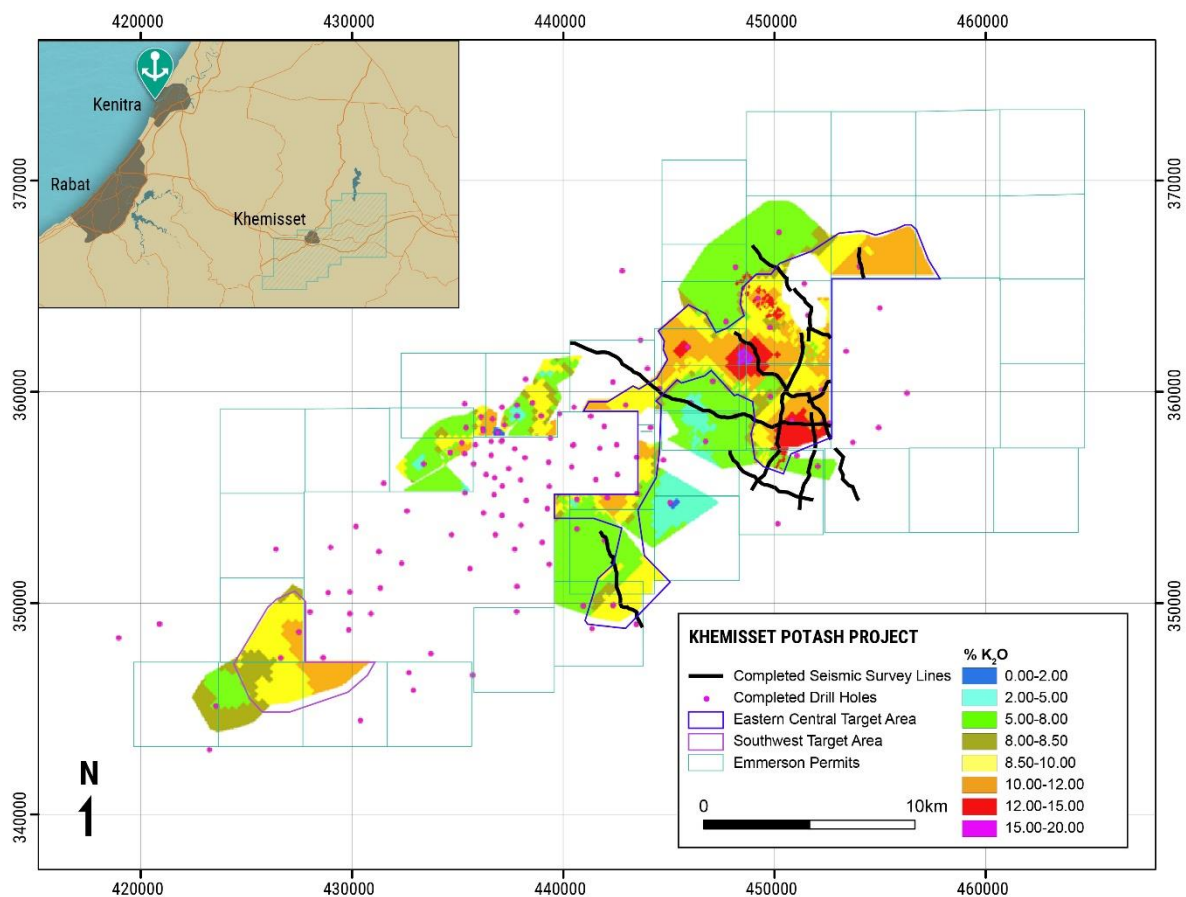 420000 430000 440000 450000 460000
Kenitra
Rabat
Khemisset
370000 370000
360000 360000
350000 350000
340000 340000
KHEMISSET POTASH PROJECT
Completed Seismic Survey Lines
Completed Drill Holes
Eastern Central Target Area
Southwest Target Area
Emmerson Permits
0 10km
% K₂O
0.00-2.00
2.00-5.00
5.00-8.00
8.00-8.50
8.50-10.00
10.00-12.00
12.00-15.00
15.00-20.00
N
420000 430000 440000 450000 460000